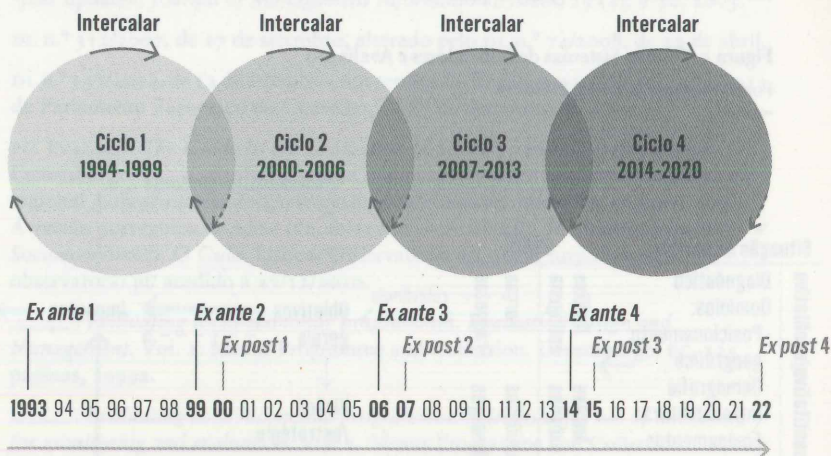 Intercalar Intercalar Intercalar Intercalar
Ciclo 1 Ciclo 2 Ciclo 3 Ciclo 4
1994-1999 2000-2006 2007-2013 2014-2020
Ex ante 1 Ex ante 2 Ex ante 3 Ex ante 4
Ex post 1 Ex post 2 Ex post 3 Ex post 4
1993 94 95 96 97 98 99 00 01 02 03 04 05 06 07 08 09 10 11 12 13 14 15 16 17 18 19 20 21 22